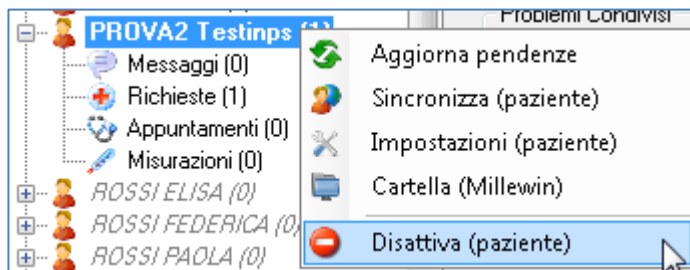 Problemi Condivisi
PROVA2 Testinps (1)
Messaggi (0)
Richieste (1)
Appuntamenti (0)
Misurazioni (0)
ROSSI ELISA (0)
ROSSI FEDERICA (0)
ROSSI PAOLA (0)
Aggiorna pendenze
Sincronizza (paziente)
Impostazioni (paziente)
Cartella (Millewin)
Disattiva (paziente)